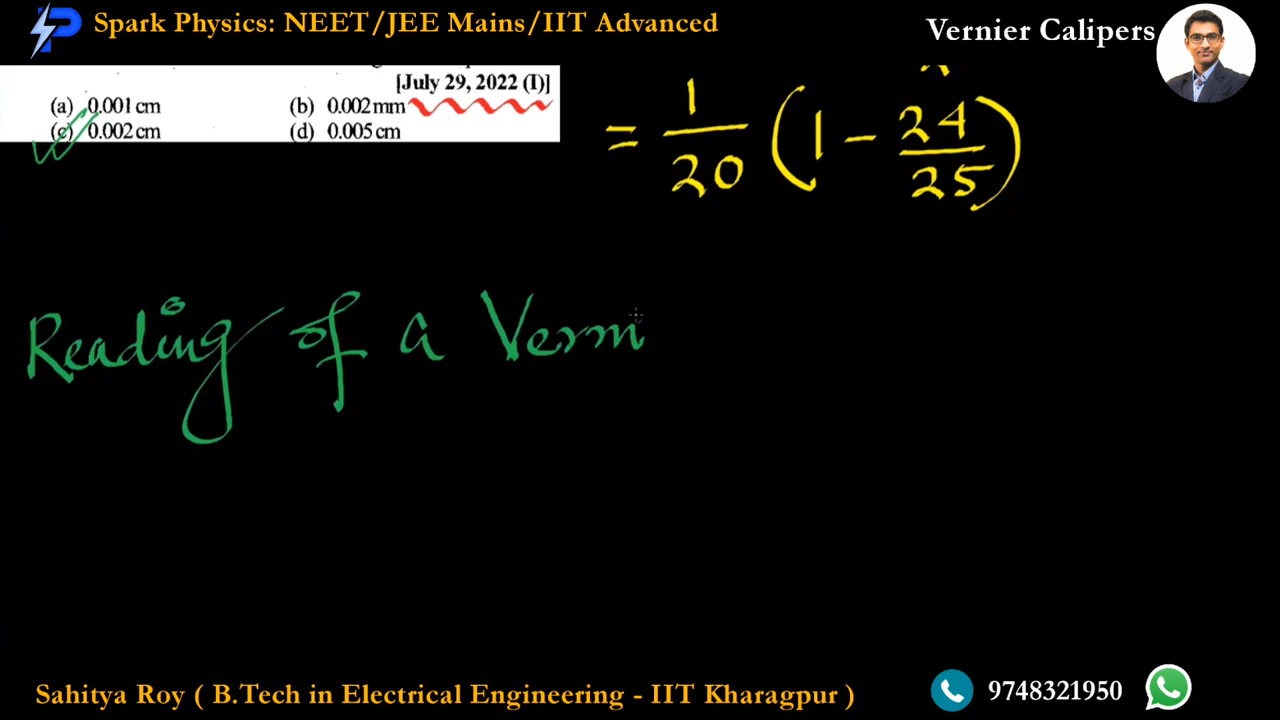 Spark Physics: NEET/JEE Mains/IIT Advanced
Vernier Calipers
[July 29, 2022 (I)]
(a) 0.001 cm (b) 0.002 mm
(c) 0.002 cm (d) 0.005 cm
= 1/20 (1 - 24/25)
Reading of a Vern
Sahitya Roy ( B.Tech in Electrical Engineering - IIT Kharagpur )
9748321950